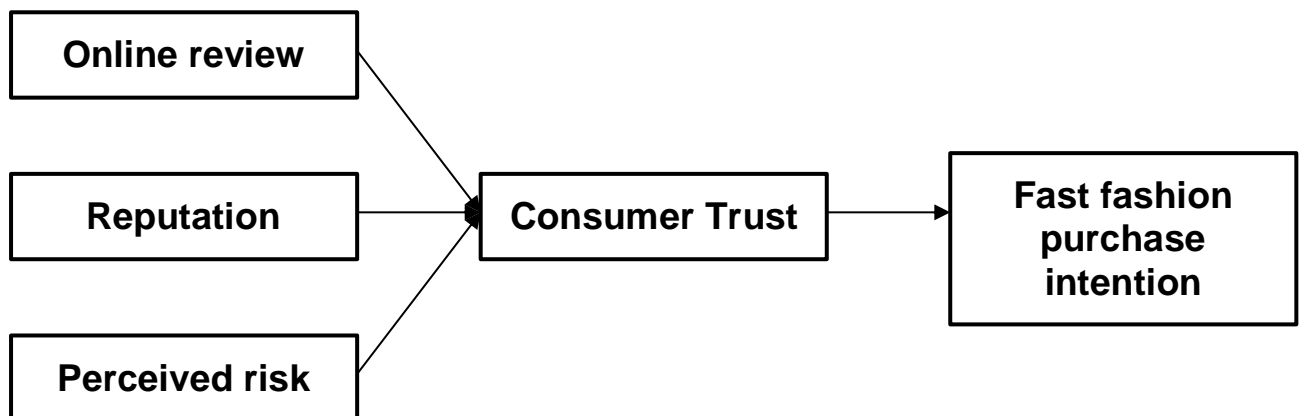 Online review
Reputation
Perceived risk
Consumer Trust
Fast fashion
purchase
intention